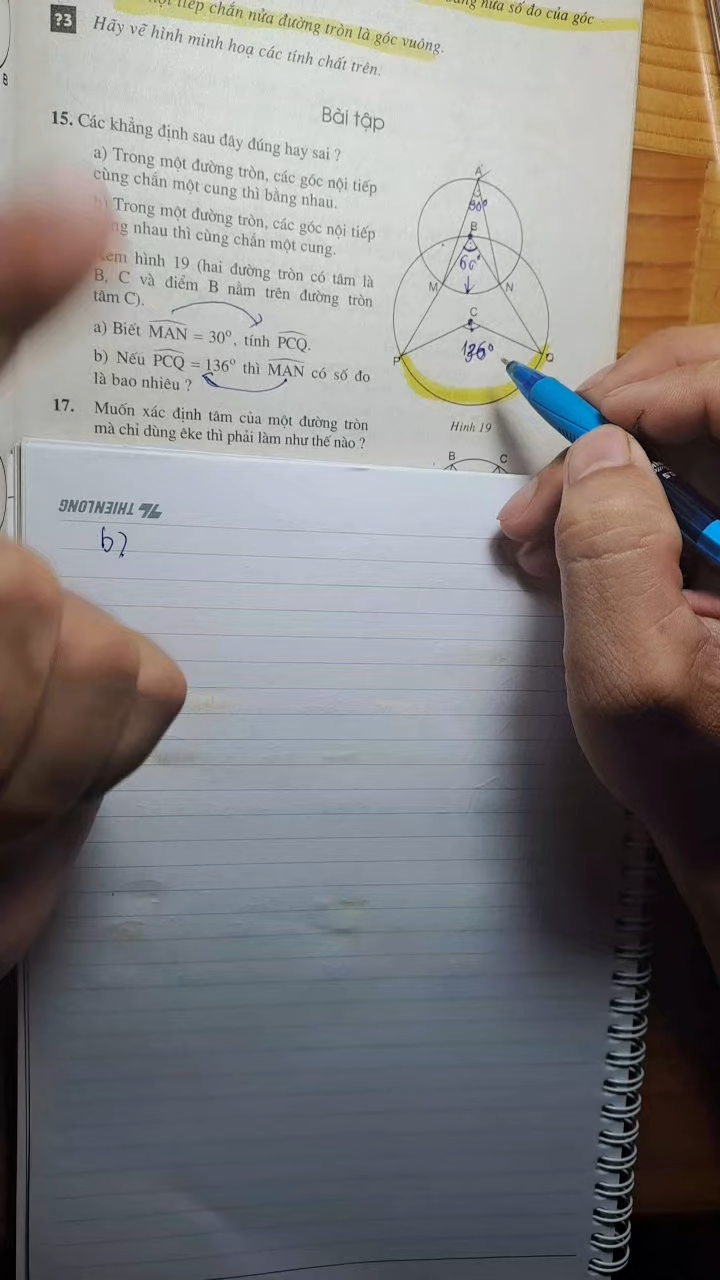 tiếp chắn nửa đường tròn là góc vuông.
nửa số đo của góc
?3 Hãy vẽ hình minh hoạ các tính chất trên.
B
Bài tập
15. Các khẳng định sau đây đúng hay sai ?
a) Trong một đường tròn, các góc nội tiếp
cùng chắn một cung thì bằng nhau.
Trong một đường tròn, các góc nội tiếp
nhau thì cùng chắn một cung.
hình 19 (hai đường tròn có tâm là
B, C và điểm B nằm trên đường tròn
tâm C).
a) Biết MAN = 30°, tính PCQ.
b) Nếu PCQ = 136° thì MAN có số đo
là bao nhiêu ?
17. Muốn xác định tâm của một đường tròn
mà chỉ dùng êke thì phải làm như thế nào ?
A
30°
B
60°
M
N
C
136°
P
Q
Hình 19
B C
THIENLONG
b)